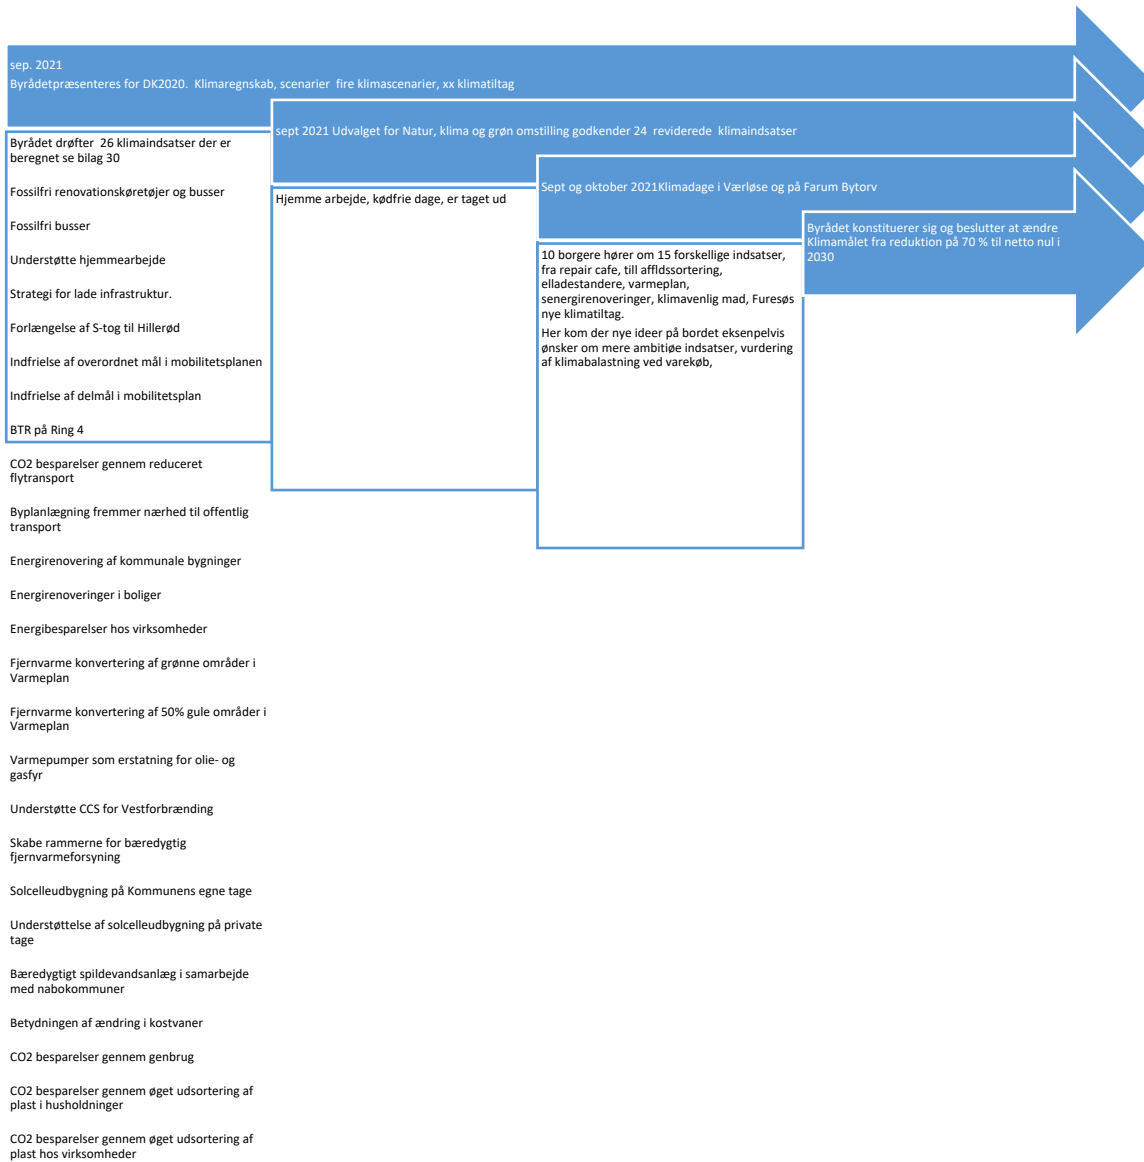 sep. 2021
Byrådetpræsenteres for DK2020.  Klimaregnskab, scenarier  fire klimascenarier, xx klimatiltag
Byrådet drøfter  26 klimaindsatser der er
beregnet se bilag 30
Fossilfri renovationskøretøjer og busser
Fossilfri busser
Understøtte hjemmearbejde
Strategi for lade infrastruktur.
Forlængelse af S-tog til Hillerød
Indfrielse af overordnet mål i mobilitetsplanen
Indfrielse af delmål i mobilitetsplan
BTR på Ring 4
CO2 besparelser gennem reduceret
flytransport
Byplanlægning fremmer nærhed til offentlig
transport
Energirenovering af kommunale bygninger
Energirenoveringer i boliger
Energibesparelser hos virksomheder
Fjernvarme konvertering af grønne områder i
Varmeplan
Fjernvarme konvertering af 50% gule områder i
Varmeplan
Varmepumper som erstatning for olie- og
gasfyr
Understøtte CCS for Vestforbrænding
Skabe rammerne for bæredygtig
fjernvarmeforsyning
Solcelleudbygning på Kommunens egne tage
Understøttelse af solcelleudbygning på private
tage
Bæredygtigt spildevandsanlæg i samarbejde
med nabokommuner
Betydningen af ændring i kostvaner
CO2 besparelser gennem genbrug
CO2 besparelser gennem øget udsortering af
plast i husholdninger
CO2 besparelser gennem øget udsortering af
plast hos virksomheder
sept 2021 Udvalget for Natur, klima og grøn omstilling godkender 24  reviderede  klimaindsatser
Hjemme arbejde, kødfrie dage, er taget ud
Sept og oktober 2021Klimadage i Værløse og på Farum Bytorv
10 borgere hører om 15 forskellige indsatser,
fra repair cafe, till affldssortering,
elladestandere, varmeplan,
senergirenoveringer, klimavenlig mad, Furesøs
nye klimatiltag.
Her kom der nye ideer på bordet eksenpelvis
ønsker om mere ambitiøe indsatser, vurdering
af klimabalastning ved varekøb,
Byrådet konstituerer sig og beslutter at ændre
Klimamålet fra reduktion på 70 % til netto nul i
2030